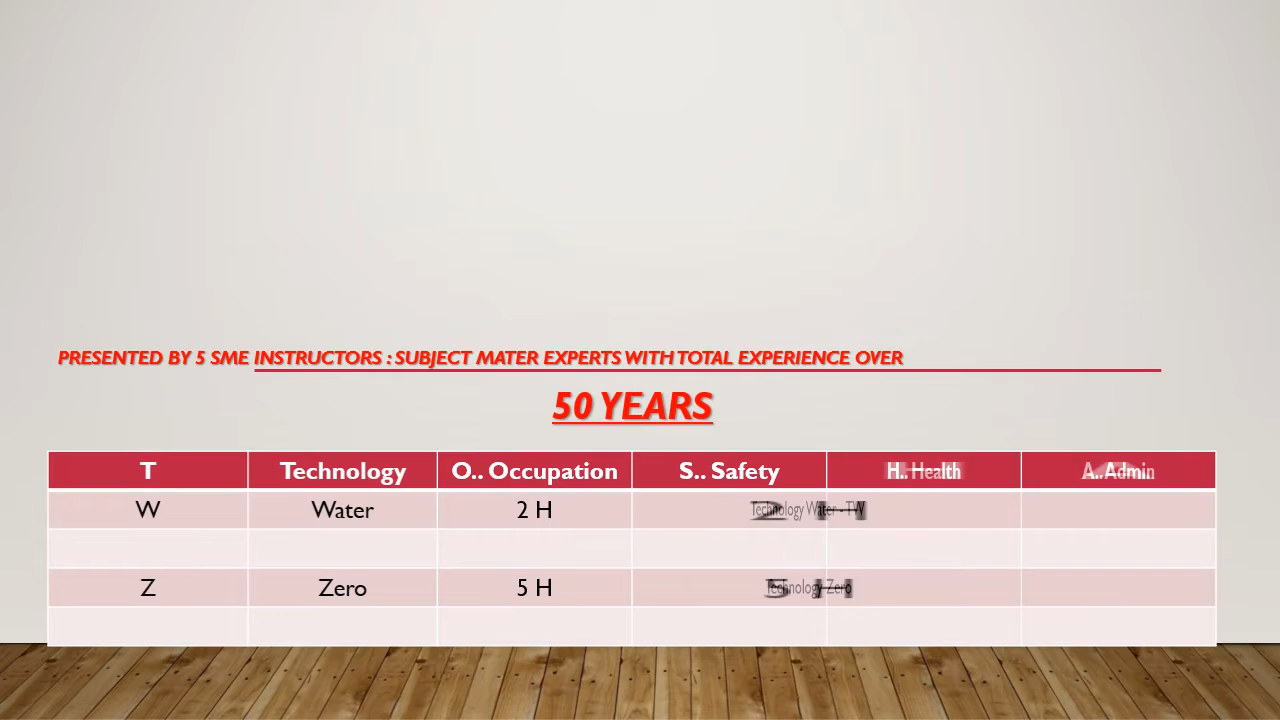 PRESENTED BY 5 SME INSTRUCTORS : SUBJECT MATER EXPERTS WITH TOTAL EXPERIENCE OVER
50 YEARS
T Technology O.. Occupation S.. Safety H.. Health A.. Admin
W Water 2 H Technology Water - TW
Z Zero 5 H Technology Zero